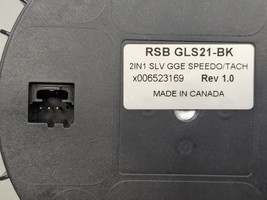 RSB GLS21-BK
2IN1 SLV GGE SPEEDO/TACH
x006523169 Rev 1.0
MADE IN CANADA